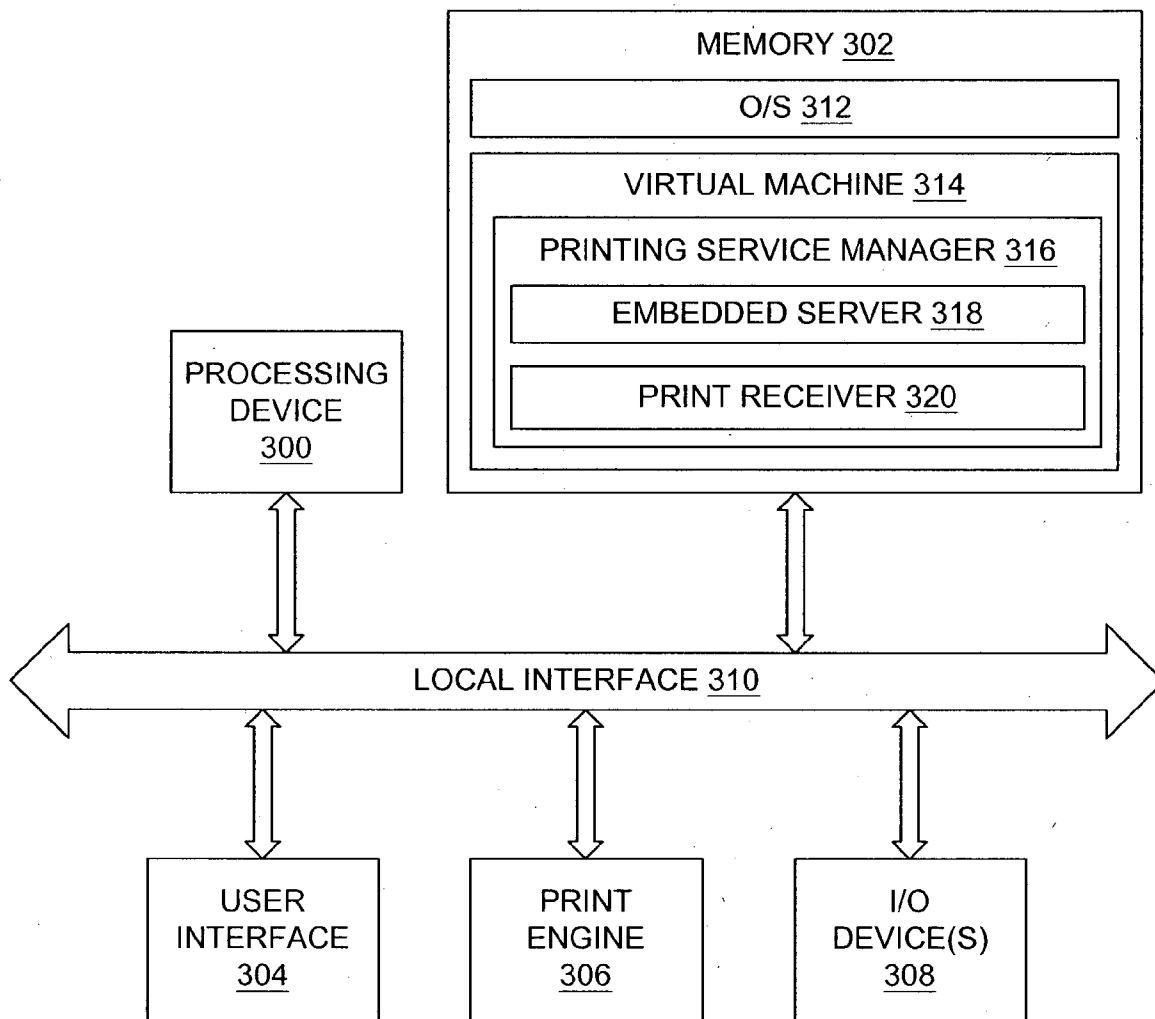 MEMORY 302
O/S 312
VIRTUAL MACHINE 314
PRINTING SERVICE MANAGER 316
EMBEDDED SERVER 318
PRINT RECEIVER 320
PROCESSING
DEVICE
300
LOCAL INTERFACE 310
USER
INTERFACE
304
PRINT
ENGINE
306
I/O
DEVICE(S)
308